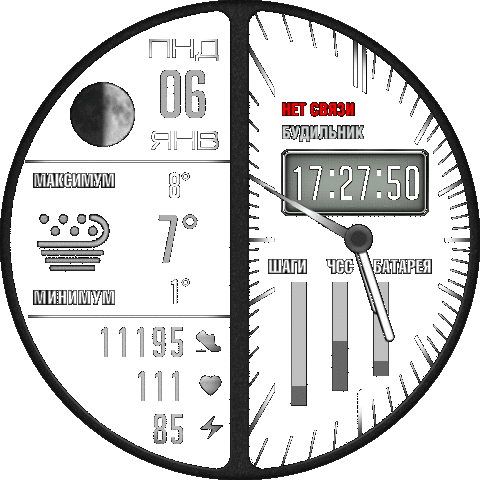 ПНД
06
ЯНВ
МАКСИМУМ 8°
7°
МИНИМУМ 1°
11195
111
85
НЕТ СВЯЗИ
БУДИЛЬНИК
17:27:50
ШАГИ ЧСС БАТАРЕЯ